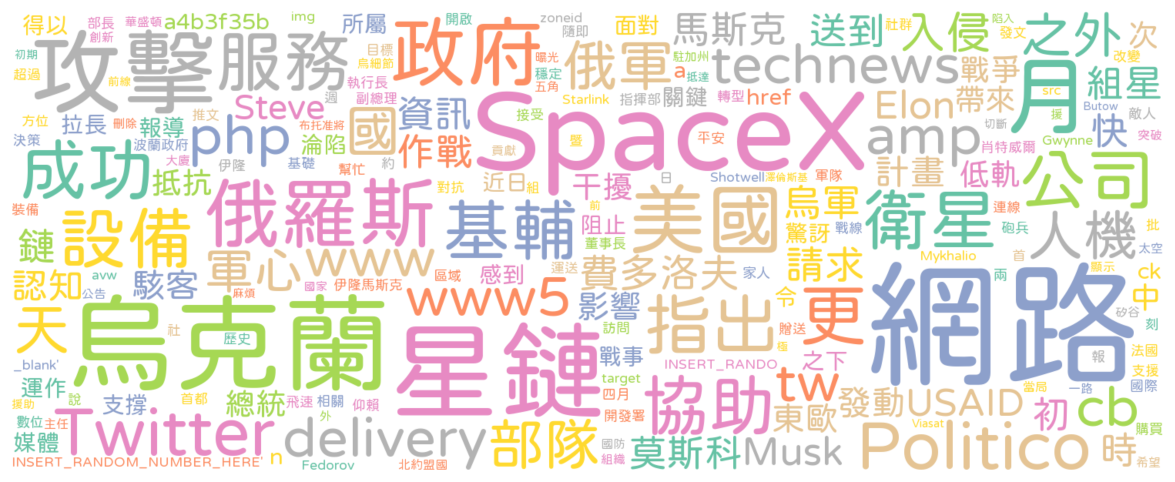 得以 部長 華盛頓 a4b3f35b img 所屬 開啟 zoneid 隨即 面對 馬斯克 送到 入侵 社群 陷入 發文 之外 次
初期 創新 攻擊 服務 目標 烏細節 政府 曝光 俄軍 駐加州 technews 改變 戰爭 組星
超過 前線 執行長 穩定 五角 抵達 a 關鍵 轉型 href Elon 帶來 src 月
方位 推文 Steve 副總理 週 資訊 Starlink 指揮部 援 Butow 敵人
決策 拉長 刪除 報導 php 布托准將 國 接受 SpaceX 平安 amp 切斷 快 突破
波蘭政府 淪陷 作戰 暨 貢獻 計畫 肖特威爾 Gwynne
成功 大廈 伊隆 基礎 幫忙 約 近日 組 干擾 日 Shotwell 澤倫斯基 軍隊 低軌 公司
抵抗 對抗 前 美國 烏軍 連線
裝備 俄羅斯 基輔 阻止 戰線 砲兵 衛星 人機 批
鏈 設備 董事長 驚訝 請求 首 太空
認知 avw 駭客 軍心 www 區域 感到 運送 費多洛夫 家人 Mykhalio 兩 顯示 ck
公告 麻煩 國家 伊隆馬斯克 www5 影響 令 中 矽谷
天 烏克蘭 社 歷史 星鏈 訪問 指出 贈送 悟 更 網路 刻
_blank' 戰事 INSERT_RANDO 之下 報 法國
運作 說 首都 飛速 相關 仰賴 target 協助 tw 當局 一路 支援
援助 支撐 總統 外 四月 東歐 發動 USAID 初 cb 國際
數位 主任 Twitter delivery 部隊 開發署 Viasat 購買
媒體 n 國防 莫斯科 Musk Politico 時 批
INSERT_RANDOM_NUMBER_HERE' Fedorov 北約盟國 組織 希望